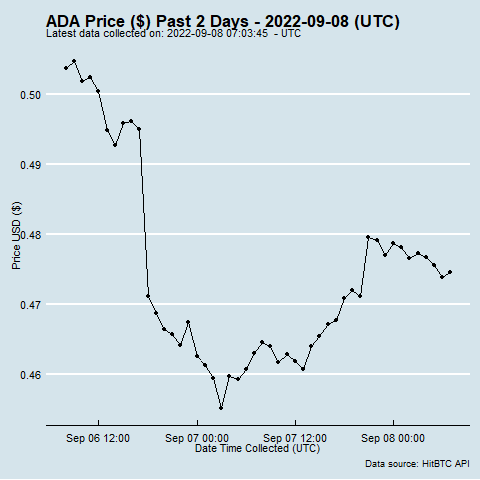 ADA Price ($) Past 2 Days - 2022-09-08 (UTC)
Latest data collected on: 2022-09-08 07:03:45 - UTC
0.50
0.49
0.48
0.47
0.46
Price USD ($)
Sep 06 12:00
Sep 07 00:00
Sep 07 12:00
Sep 08 00:00
Date Time Collected (UTC)
Data source: HitBTC API